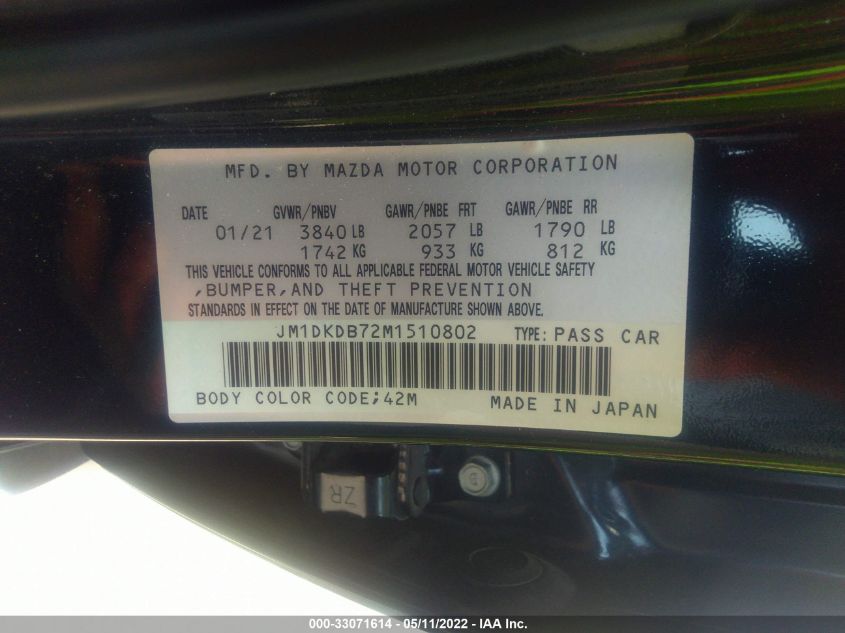 MFD. BY MAZDA MOTOR CORPORATION
DATE GVWR/PNBV GAWR/PNBE FRT GAWR/PNBE RR
01/21 3840 LB 2057 LB 1790 LB
1742 KG 933 KG 812 KG
THIS VEHICLE CONFORMS TO ALL APPLICABLE FEDERAL MOTOR VEHICLE SAFETY
,BUMPER,AND THEFT PREVENTION
STANDARDS IN EFFECT ON THE DATE OF MANUFACTURE SHOWN ABOVE.
JM1DKDB72M1510802 TYPE: PASS CAR
BODY COLOR CODE;42M MADE IN JAPAN
ZR
8
000-33071614 - 05/11/2022 - IAA Inc.